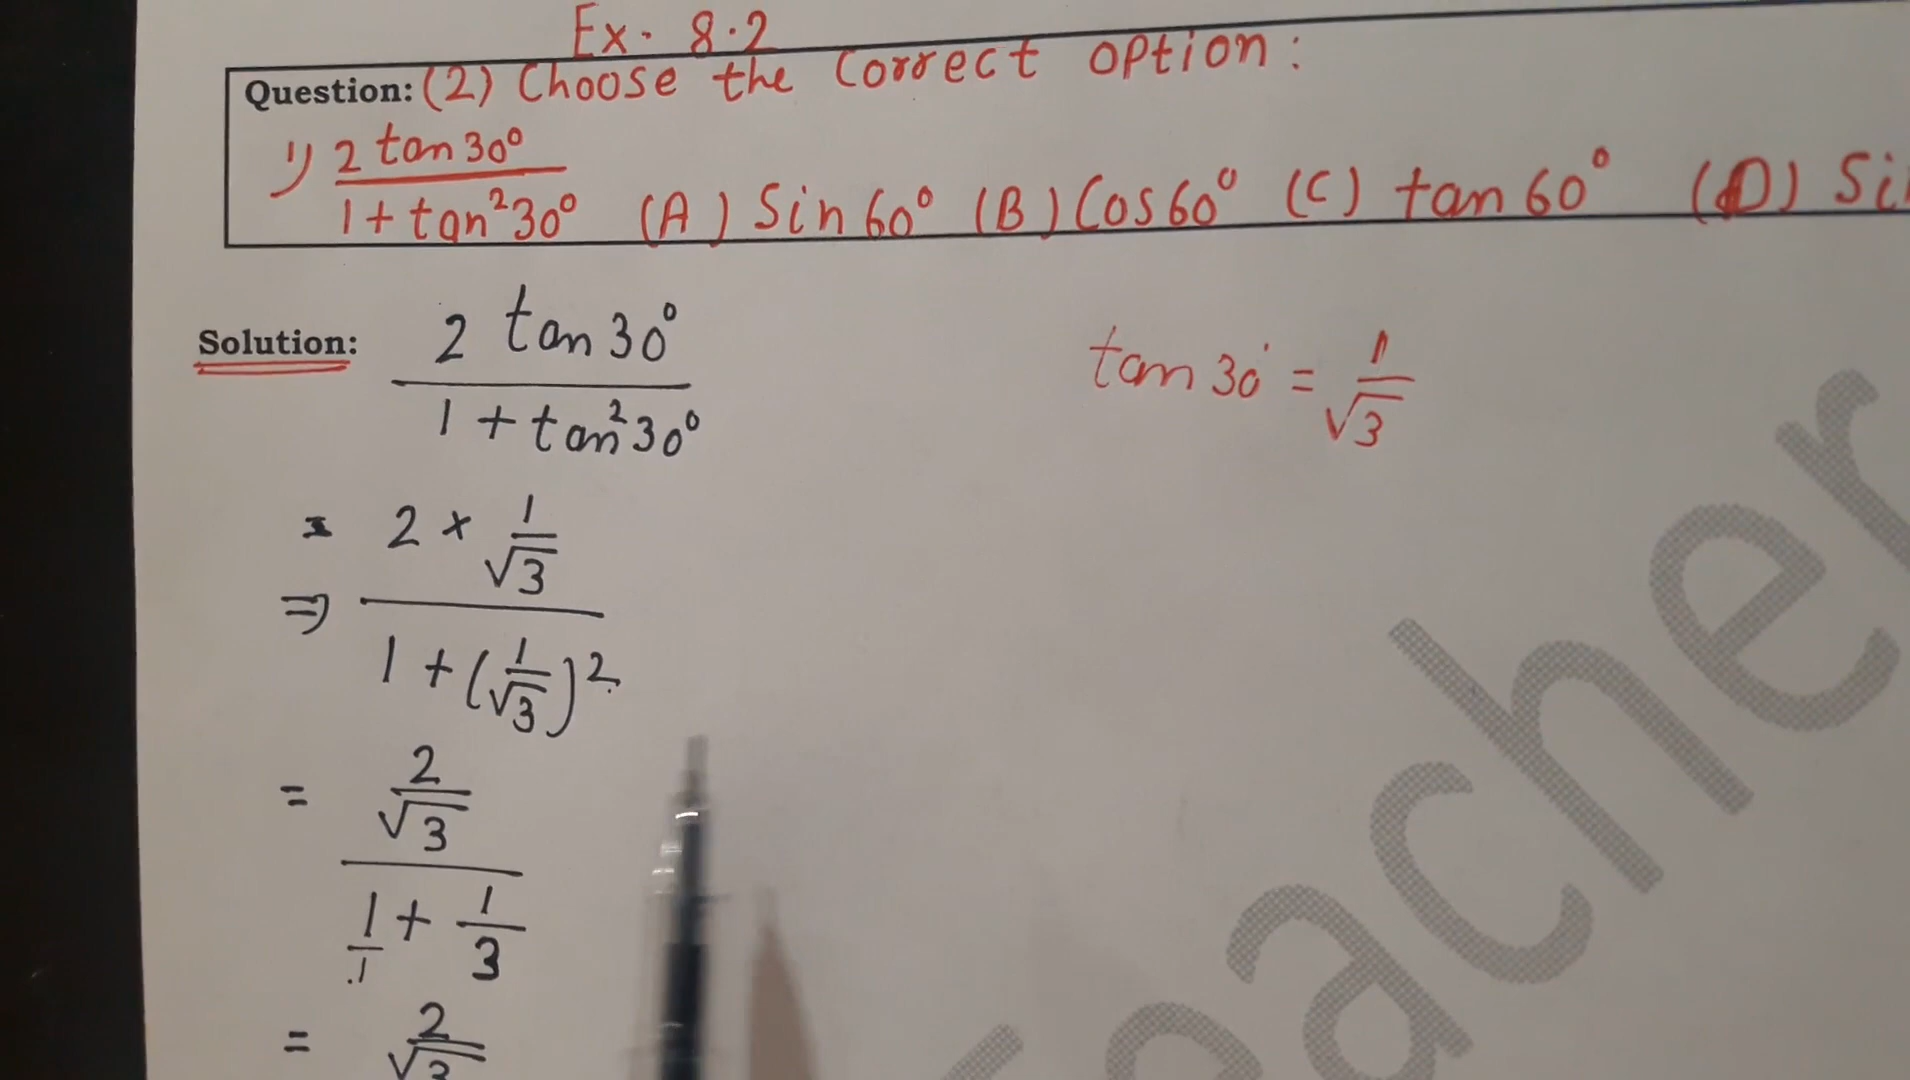 Ex. 8.2
Question: (2) Choose the correct option:
1) 2 tan 30° / 1 + tan²30° (A) Sin 60° (B) Cos 60° (C) tan 60° (D) Si
Solution: 2 tan 30° / 1 + tan²30°
tan 30° = 1/√3
= 2 × 1/√3
⇒
1 + (1/√3)²
= 2/√3
1/1 + 1/3
= 2/√3
eacher